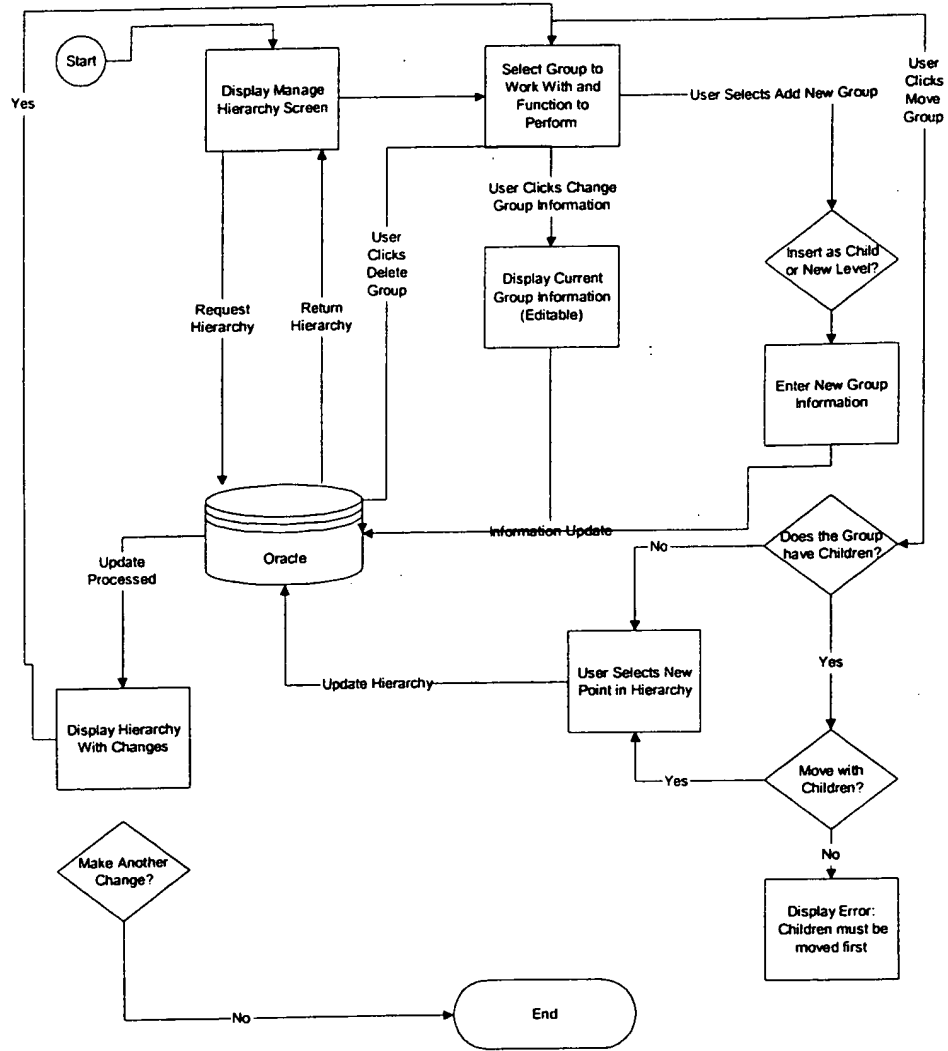 Start
Yes
Display Manage
Hierarchy Screen
Select Group to
Work With and
Function to
Perform
User Selects Add New Group
User
Clicks
Move
Group
User Clicks Change
Group Information
User
Clicks
Delete
Group
Insert as Child
or New Level?
Display Current
Group Information
(Editable)
Request
Hierarchy
Return
Hierarchy
Enter New Group
Information
Oracle
Information Update
Does the Group
have Children?
No
Update
Processed
Yes
User Selects New
Point in Hierarchy
Update Hierarchy
Display Hierarchy
With Changes
Move with
Children?
Yes
No
Make Another
Change?
Display Error:
Children must be
moved first
No
End